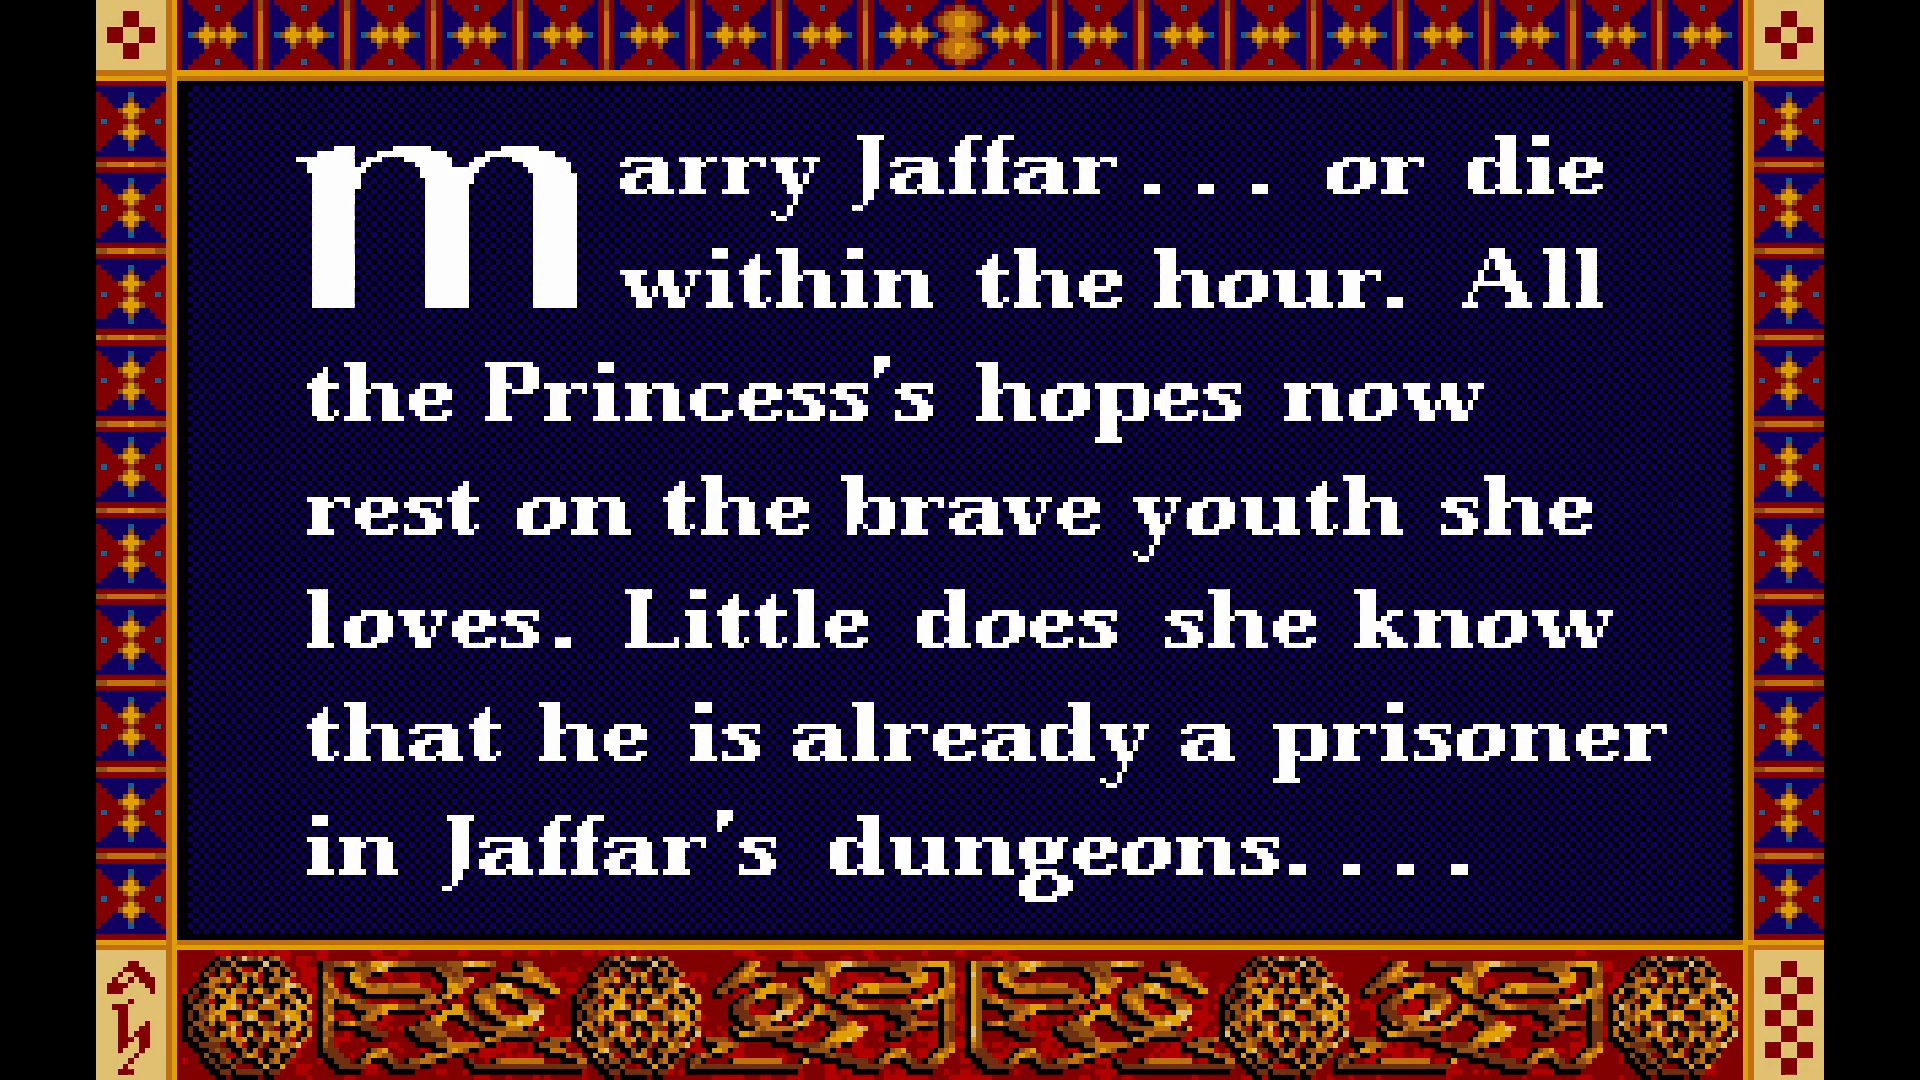 Marry Jaffar . . . or die
within the hour. All
the Princess's hopes now
rest on the brave youth she
loves. Little does she know
that he is already a prisoner
in Jaffar's dungeons. . . .